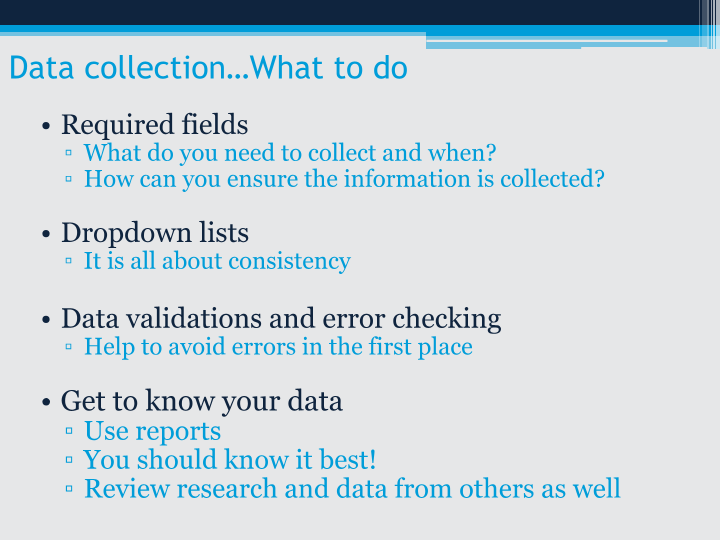 Data collection…What to do
• Required fields
▫ What do you need to collect and when?
▫ How can you ensure the information is collected?
• Dropdown lists
▫ It is all about consistency
• Data validations and error checking
▫ Help to avoid errors in the first place
• Get to know your data
▫ Use reports
▫ You should know it best!
▫ Review research and data from others as well